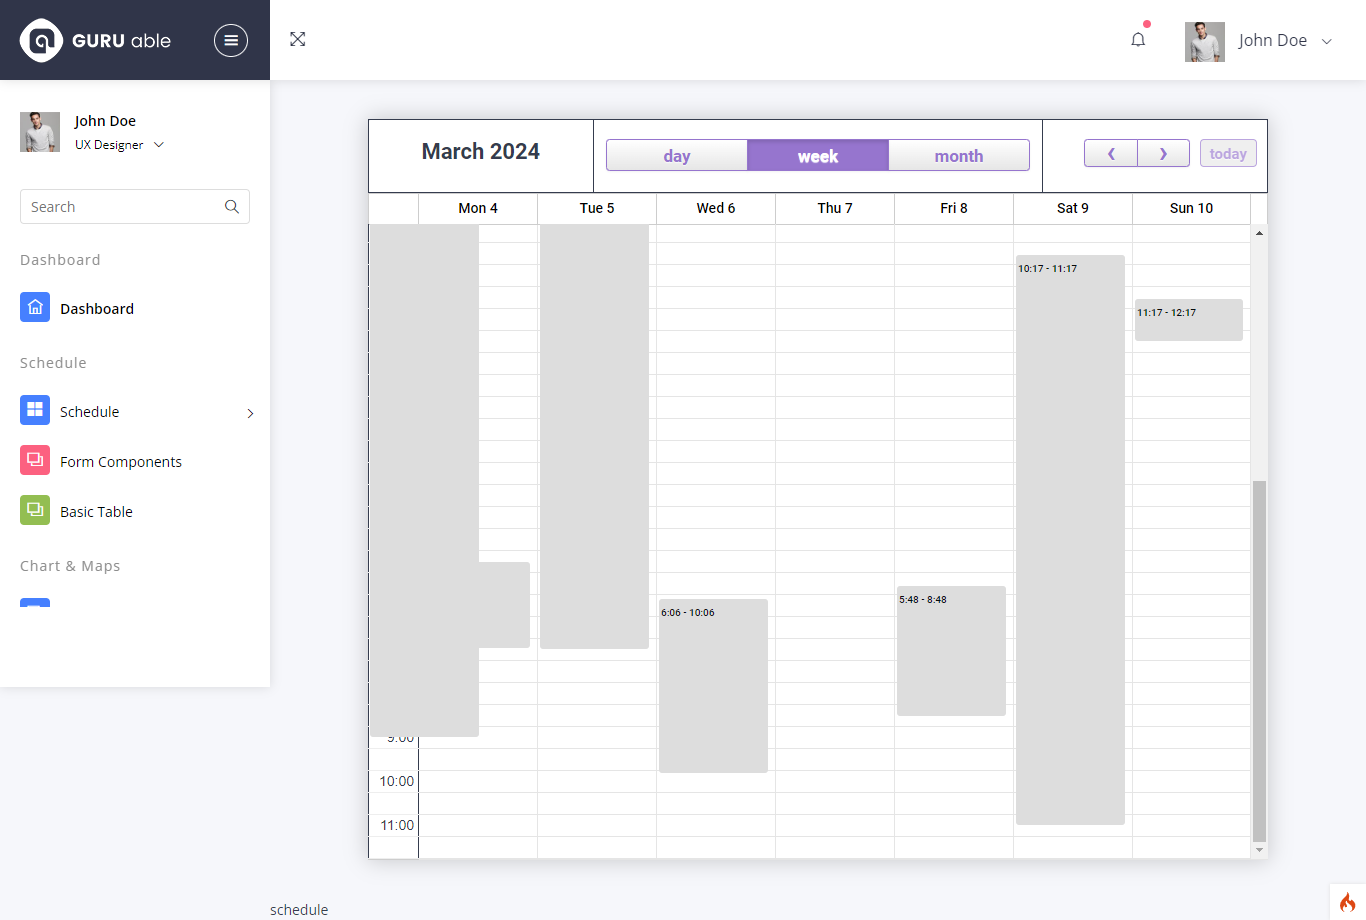 GURU able
John Doe
John Doe
UX Designer
Search
Dashboard
Dashboard
Schedule
Schedule
Form Components
Basic Table
Chart & Maps
March 2024
day
week
month
today
Mon 4
Tue 5
Wed 6
Thu 7
Fri 8
Sat 9
Sun 10
10:17 - 11:17
11:17 - 12:17
5:48 - 8:48
6:06 - 10:06
9:00
10:00
11:00
schedule